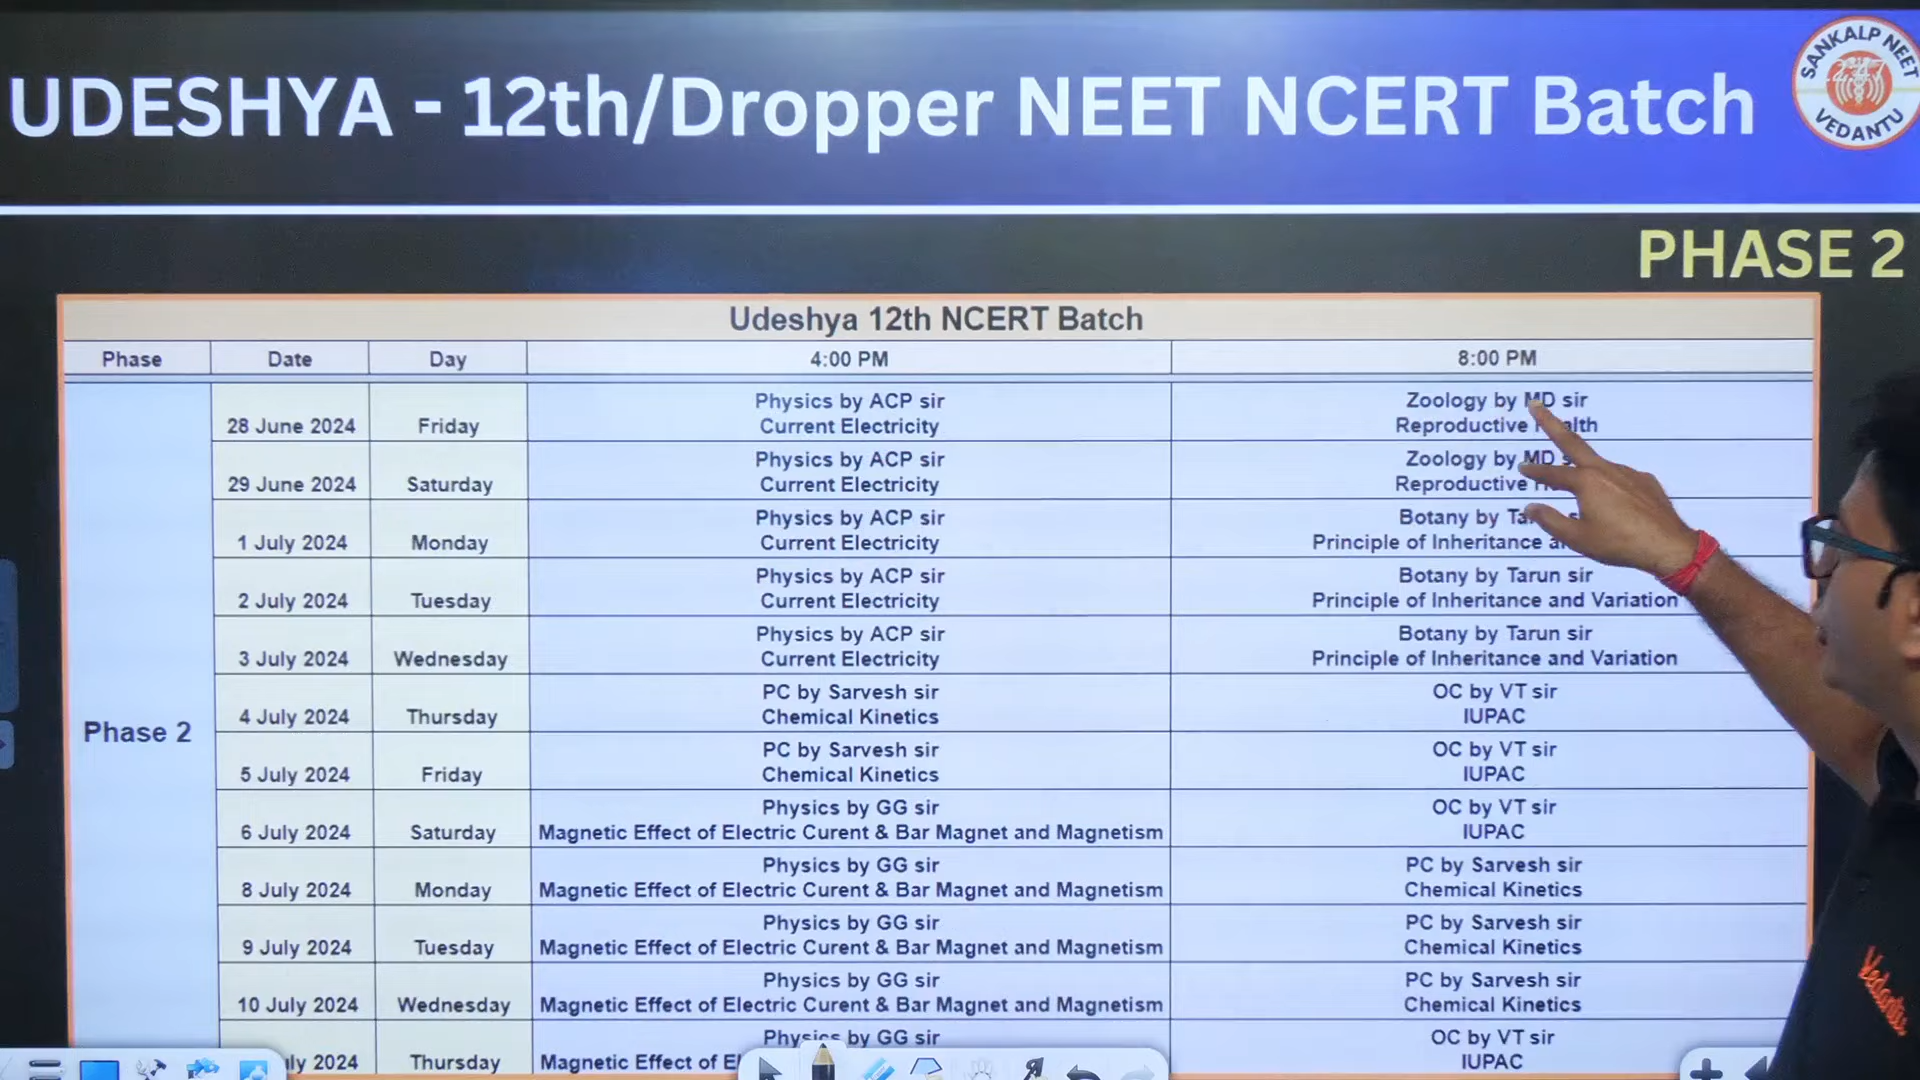 UDESHYA - 12th/Dropper NEET NCERT Batch
SANKALP NEET
VEDANTU
PHASE 2
Udeshya 12th NCERT Batch
Phase Date Day 4:00 PM 8:00 PM
Phase 2
28 June 2024 Friday Physics by ACP sir Current Electricity Zoology by MD sir Reproductive
29 June 2024 Saturday Physics by ACP sir Current Electricity Zoology by MD Reproductive
1 July 2024 Monday Physics by ACP sir Current Electricity Botany by Principle of Inheritance
2 July 2024 Tuesday Physics by ACP sir Current Electricity Botany by Tarun sir Principle of Inheritance and Variation
3 July 2024 Wednesday Physics by ACP sir Current Electricity Botany by Tarun sir Principle of Inheritance and Variation
4 July 2024 Thursday PC by Sarvesh sir Chemical Kinetics OC by VT sir IUPAC
5 July 2024 Friday PC by Sarvesh sir Chemical Kinetics OC by VT sir IUPAC
6 July 2024 Saturday Physics by GG sir Magnetic Effect of Electric Curent & Bar Magnet and Magnetism OC by VT sir IUPAC
8 July 2024 Monday Physics by GG sir Magnetic Effect of Electric Curent & Bar Magnet and Magnetism PC by Sarvesh sir Chemical Kinetics
9 July 2024 Tuesday Physics by GG sir Magnetic Effect of Electric Curent & Bar Magnet and Magnetism PC by Sarvesh sir Chemical Kinetics
10 July 2024 Wednesday Physics by GG sir Magnetic Effect of Electric Curent & Bar Magnet and Magnetism PC by Sarvesh sir Chemical Kinetics
2024 Thursday Physics by GG sir Magnetic Effect of OC by VT sir IUPAC
Vedantu